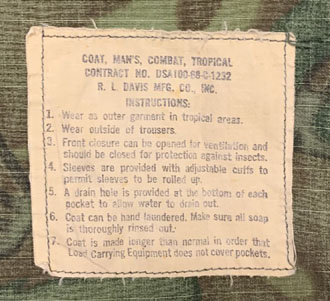 COAT, MAN'S, COMBAT, TROPICAL
CONTRACT NO. DSA100-68-C-1232
R. L. DAVIS MFG. CO., INC.
INSTRUCTIONS:
1. Wear as outer garment in tropical areas.
2. Wear outside of trousers.
3. Front closure can be opened for ventilation and
should be closed for protection against insects.
4. Sleeves are provided with adjustable cuffs to
permit sleeves to be rolled up.
5. A drain hole is provided at the bottom of each
pocket to allow water to drain out.
6. Coat can be hand laundered. Make sure all soap
is thoroughly rinsed out.
7. Coat is made longer than normal in order that
Load Carrying Equipment does not cover pockets.